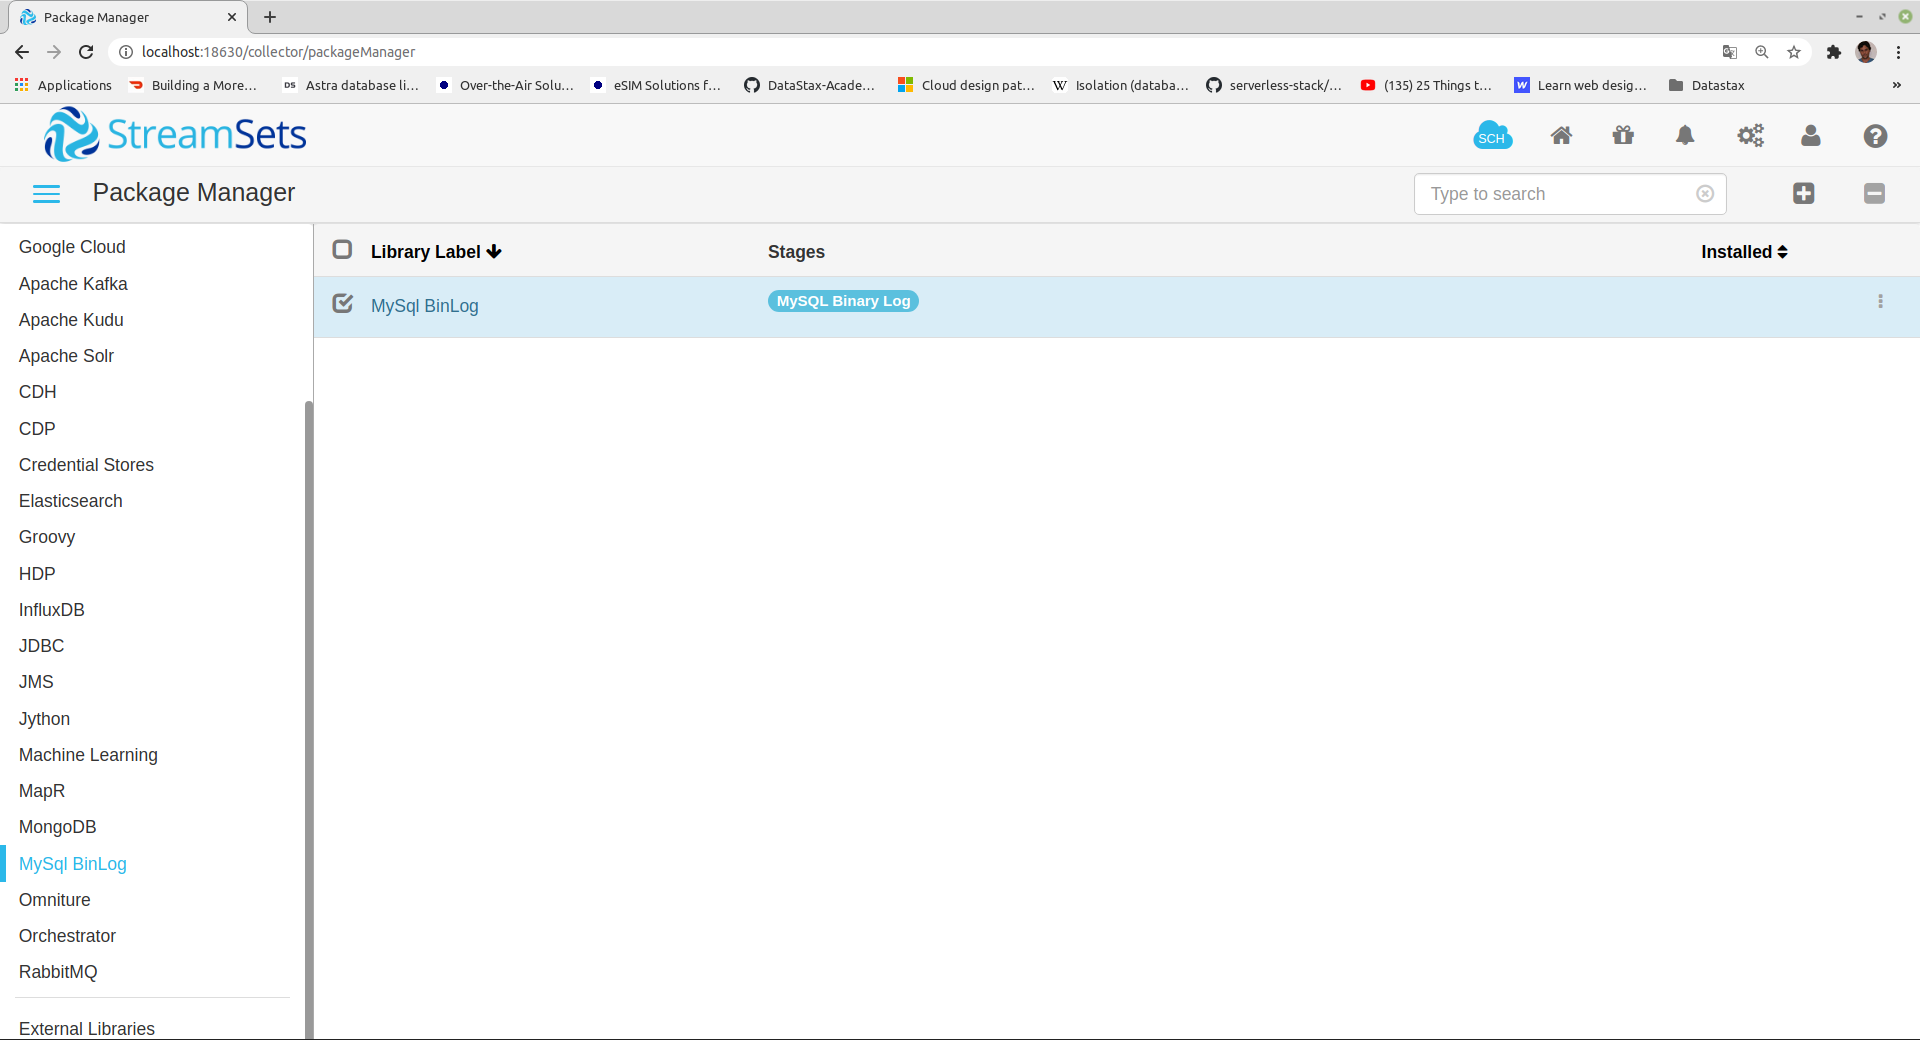 Package Manager
localhost:18630/collector/packageManager
Applications
Building a More...
DS Astra database li...
Over-the-Air Solu...
eSIM Solutions f...
DataStax-Acade...
Cloud design pat...
W Isolation (databa...
serverless-stack/...
(135) 25 Things t...
W Learn web desig...
Datastax
»
StreamSets
SCH
Package Manager
Type to search
Google Cloud
Apache Kafka
Apache Kudu
Apache Solr
CDH
CDP
Credential Stores
Elasticsearch
Groovy
HDP
InfluxDB
JDBC
JMS
Jython
Machine Learning
MapR
MongoDB
MySql BinLog
Omniture
Orchestrator
RabbitMQ
External Libraries
Library Label
Stages
Installed
MySql BinLog
MySQL Binary Log